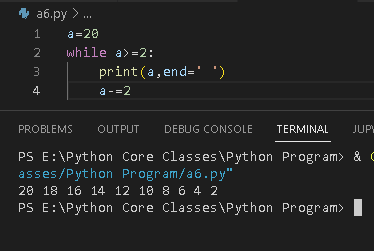 a6.py > ...
1 a=20
2 while a>=2:
3 print(a,end=' ')
4 a-=2
PROBLEMS OUTPUT DEBUG CONSOLE TERMINAL JUPY
PS E:\Python Core Classes\Python Program> &
asses/Python Program/a6.py"
20 18 16 14 12 10 8 6 4 2
PS E:\Python Core Classes\Python Program>